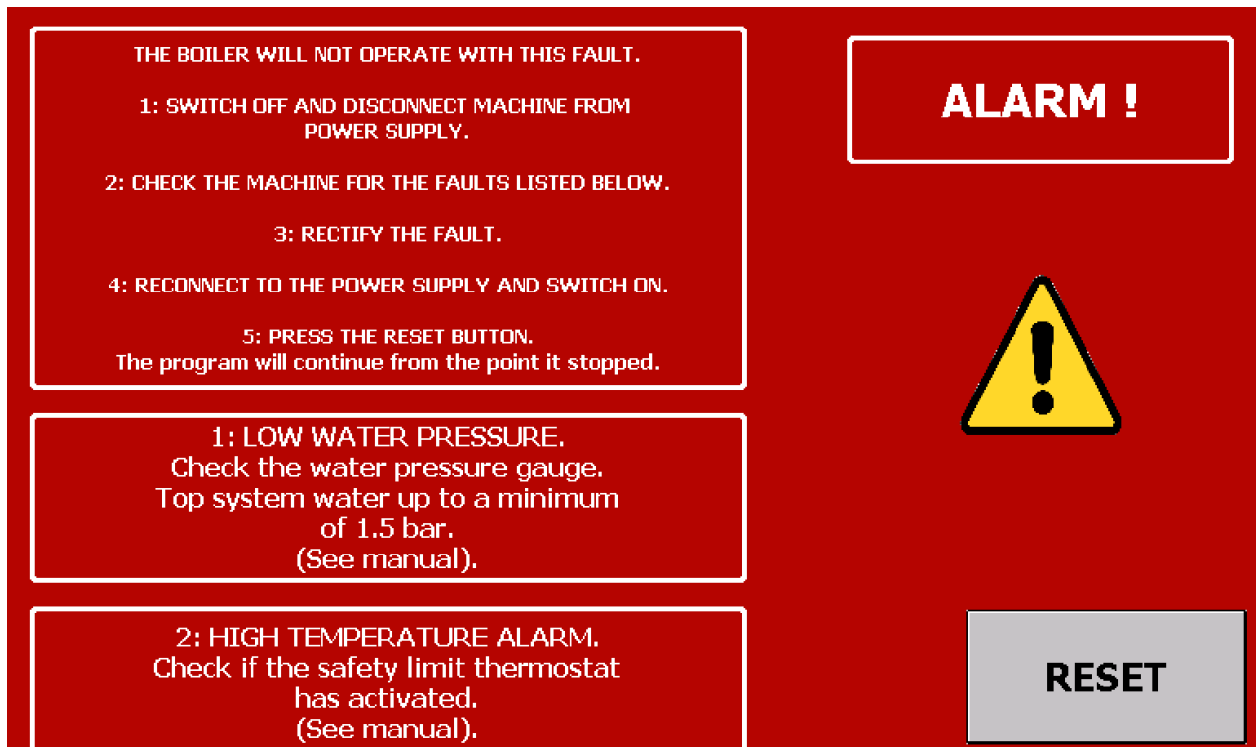 THE BOILER WILL NOT OPERATE WITH THIS FAULT.
1: SWITCH OFF AND DISCONNECT MACHINE FROM
POWER SUPPLY.
2: CHECK THE MACHINE FOR THE FAULTS LISTED BELOW.
3: RECTIFY THE FAULT.
4: RECONNECT TO THE POWER SUPPLY AND SWITCH ON.
5: PRESS THE RESET BUTTON.
The program will continue from the point it stopped.
ALARM !
1: LOW WATER PRESSURE.
Check the water pressure gauge.
Top system water up to a minimum
of 1.5 bar.
(See manual).
2: HIGH TEMPERATURE ALARM.
Check if the safety limit thermostat
has activated.
(See manual).
RESET